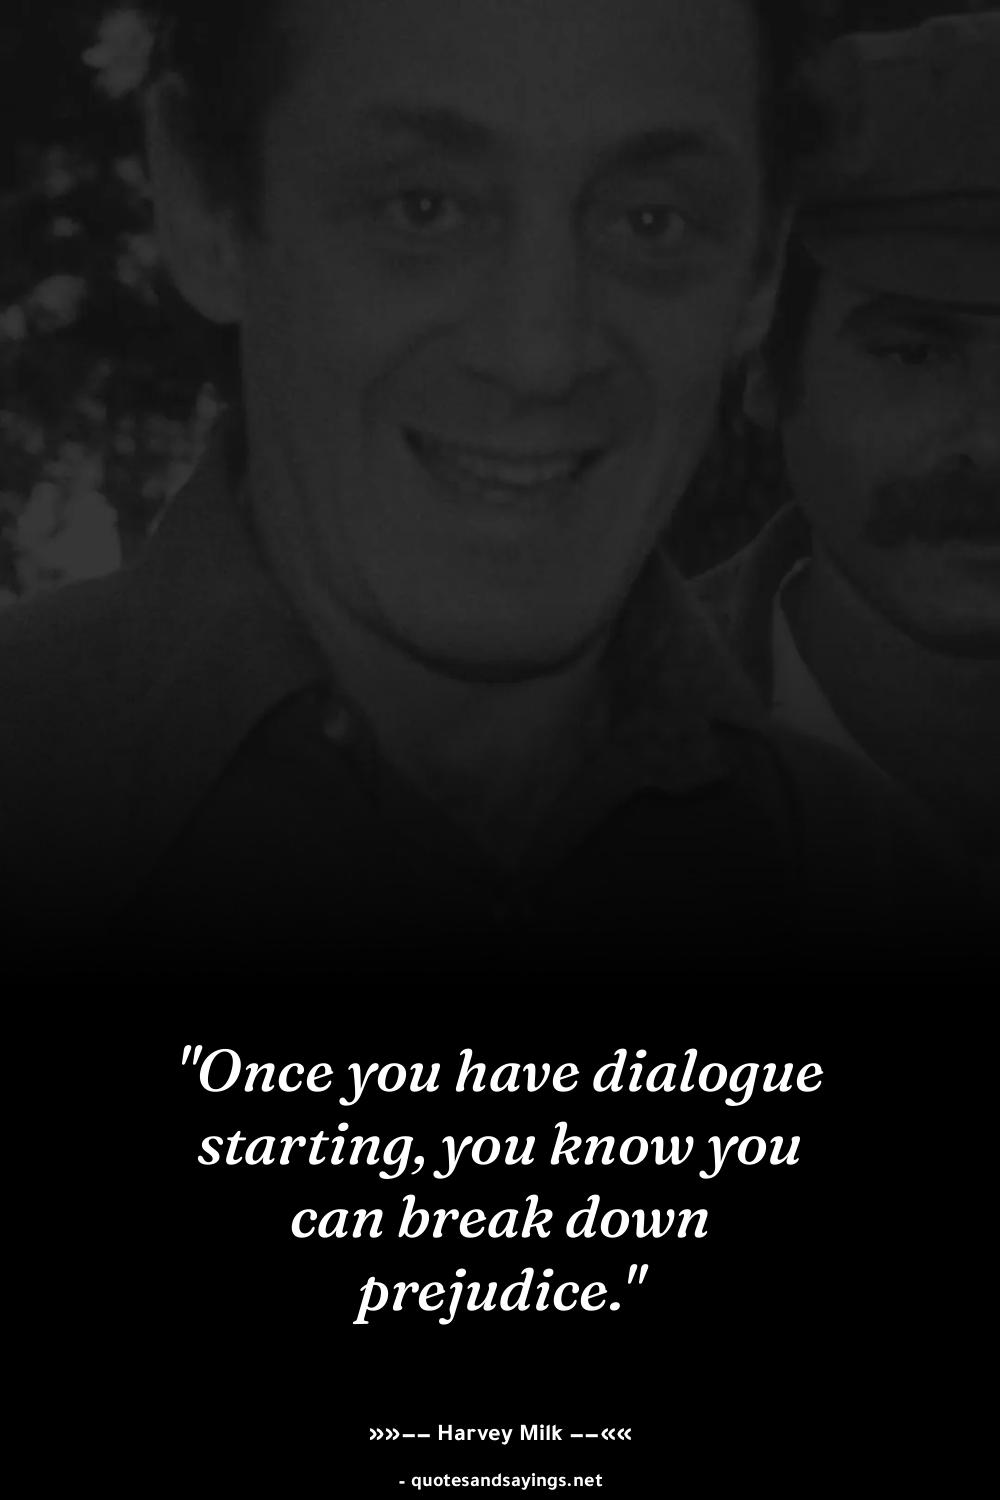 "Once you have dialogue
starting, you know you
can break down
prejudice."
»»—— Harvey Milk ——««
- quotesandsayings.net